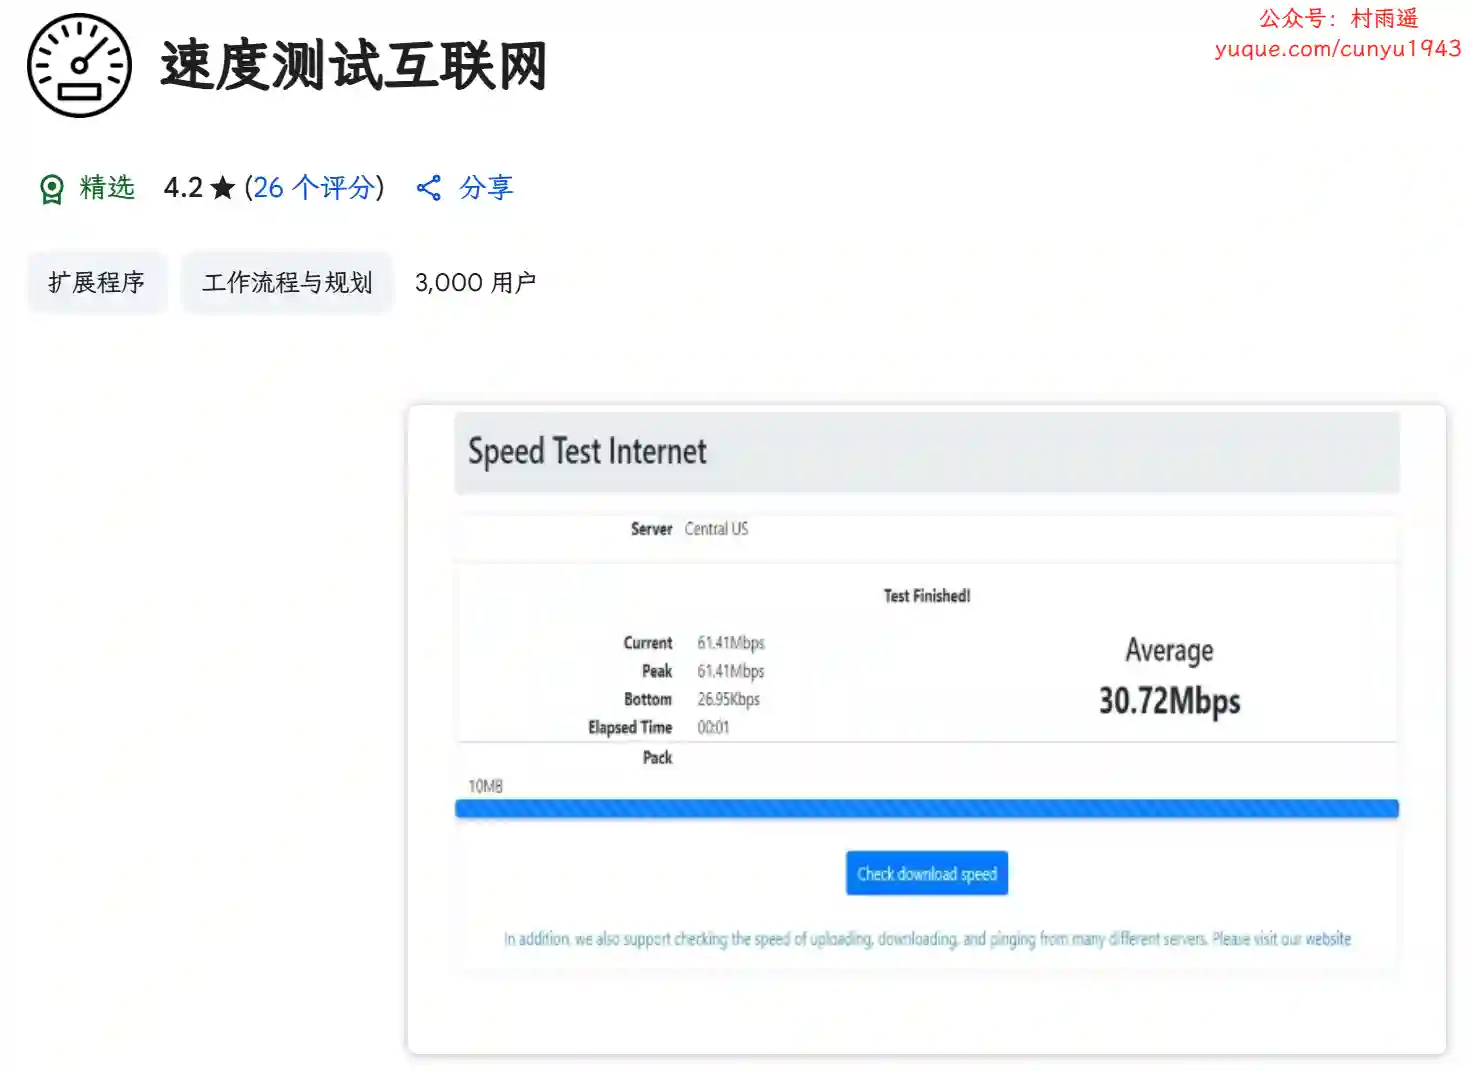 公众号：村雨遥
yuque.com/cunyu1943
速度测试互联网
精选 4.2 ★ (26 个评分) 分享
扩展程序 工作流程与规划 3,000 用户
Speed Test Internet
Server Central US
Test Finished!
Current 61.41Mbps
Peak 61.41Mbps
Bottom 26.95Kbps
Elapsed Time 00:01
Average
30.72Mbps
Pack
10MB
Check download speed
In addition, we also support checking the speed of uploading, downloading, and pinging from many different servers. Please visit our website